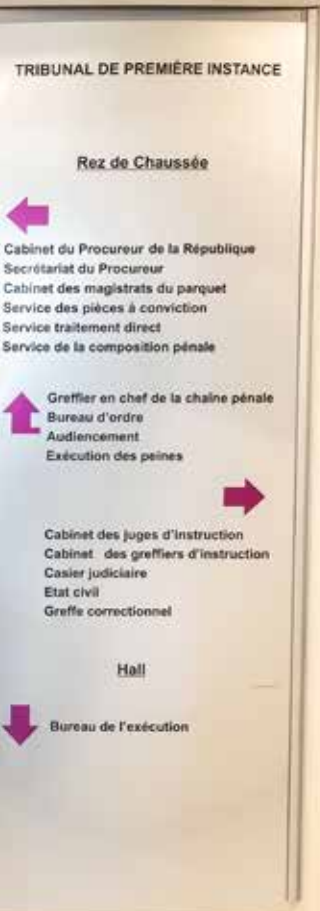 TRIBUNAL DE PREMIÈRE INSTANCE
Rez de Chaussée
Cabinet du Procureur de la République
Secrétariat du Procureur
Cabinet des magistrats du parquet
Service des pièces à conviction
Service traitement direct
Service de la composition pénale
Greffier en chef de la chaîne pénale
Bureau d'ordre
Audiencement
Exécution des peines
Cabinet des juges d'instruction
Cabinet des greffiers d'instruction
Casier judiciaire
Etat civil
Greffe correctionnel
Hall
Bureau de l'exécution